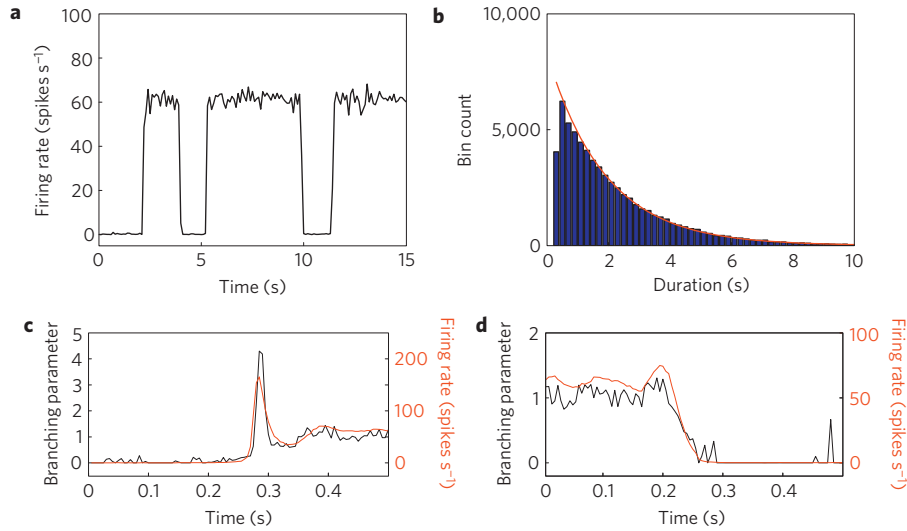 a
100
80
60
40
20
0
Firing rate (spikes s⁻¹)
0 5 10 15
Time (s)
b
10,000
5,000
0
Bin count
0 2 4 6 8 10
Duration (s)
c
5
4
3
2
1
0
Branching parameter
200
100
0
Firing rate (spikes s⁻¹)
0 0.1 0.2 0.3 0.4
Time (s)
d
2
1
0
Branching parameter
100
50
0
Firing rate (spikes s⁻¹)
0 0.1 0.2 0.3 0.4
Time (s)